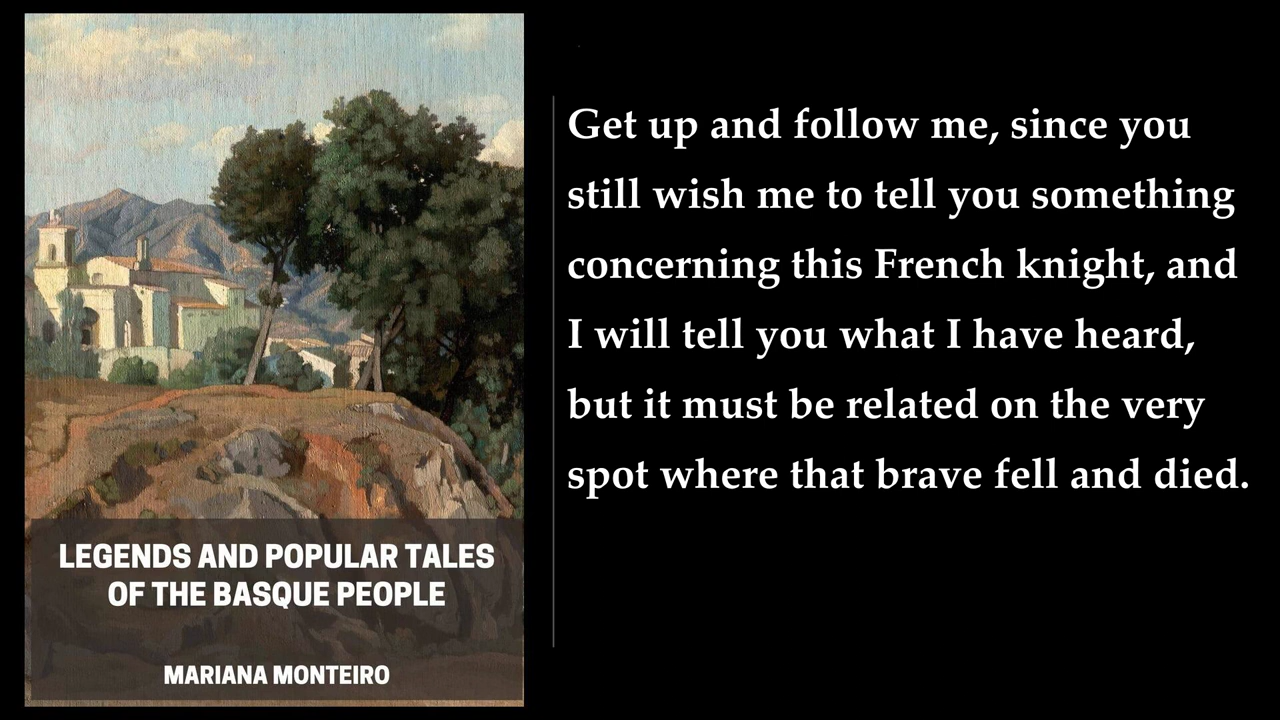 LEGENDS AND POPULAR TALES
OF THE BASQUE PEOPLE
MARIANA MONTEIRO
Get up and follow me, since you
still wish me to tell you something
concerning this French knight, and
I will tell you what I have heard,
but it must be related on the very
spot where that brave fell and died.